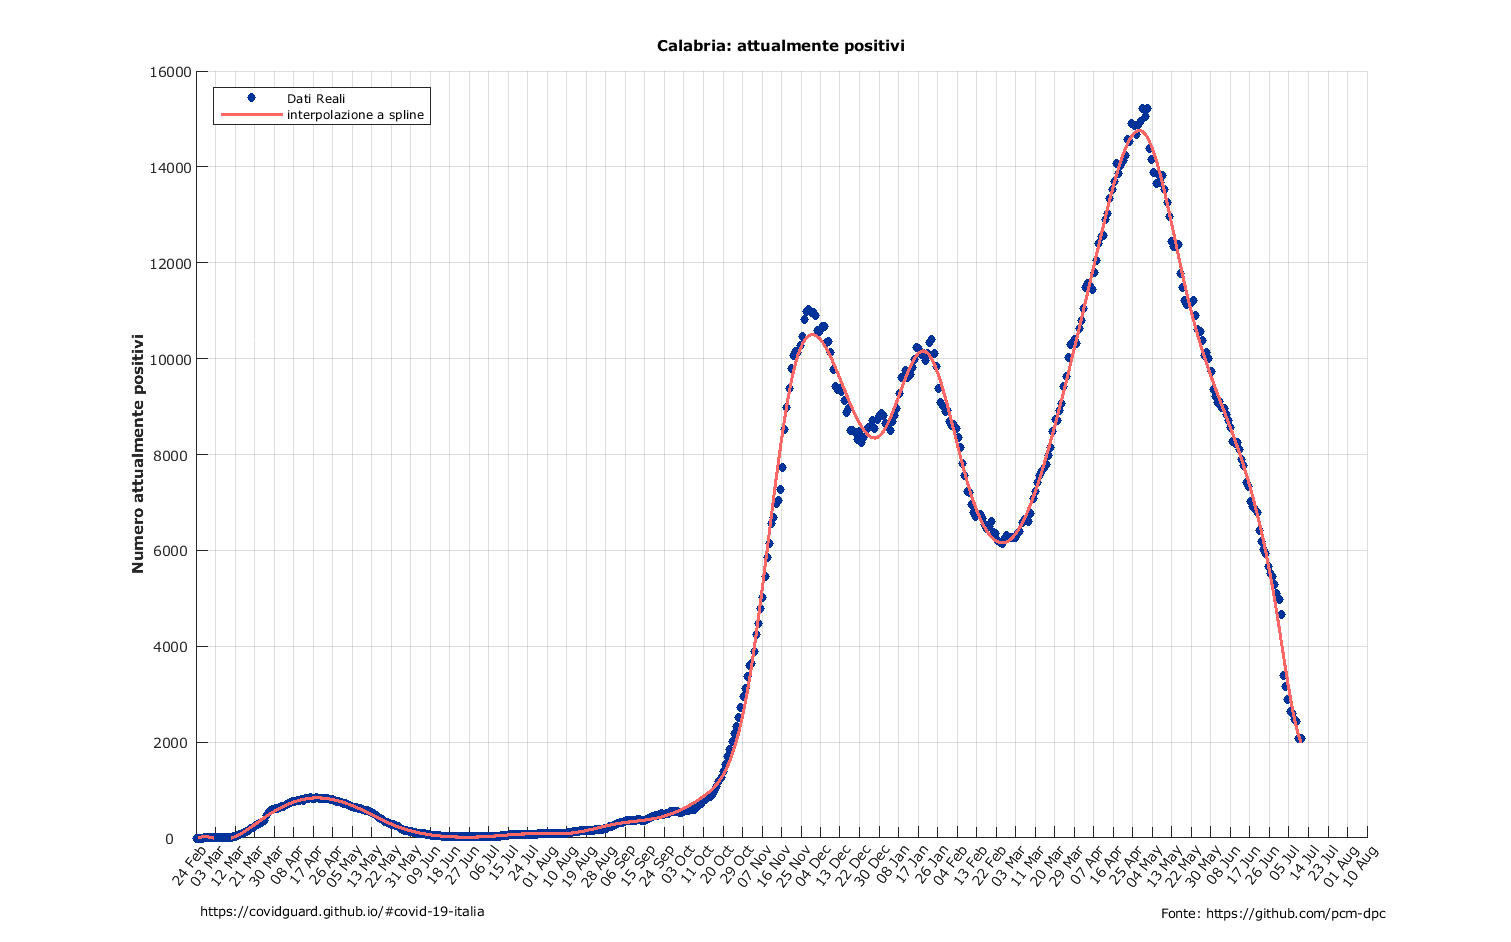 Calabria: attualmente positivi
Dati Reali
interpolazione a spline
Numero attualmente positivi
16000
14000
12000
10000
8000
6000
4000
2000
0
24 Feb
03 Mar
12 Mar
21 Mar
30 Mar
08 Apr
17 Apr
26 Apr
05 May
13 May
22 May
31 May
09 Jun
18 Jun
27 Jun
06 Jul
15 Jul
24 Jul
01 Aug
10 Aug
19 Aug
28 Aug
06 Sep
15 Sep
24 Sep
03 Oct
11 Oct
20 Oct
29 Oct
07 Nov
16 Nov
25 Nov
04 Dec
13 Dec
22 Dec
30 Dec
08 Jan
17 Jan
26 Jan
04 Feb
13 Feb
22 Feb
02 Mar
11 Mar
20 Mar
29 Mar
07 Apr
16 Apr
25 Apr
04 May
13 May
22 May
30 May
08 Jun
17 Jun
26 Jun
05 Jul
14 Jul
23 Jul
01 Aug
10 Aug
https://covidguard.github.io/#covid-19-italia
Fonte: https://github.com/pcm-dpc